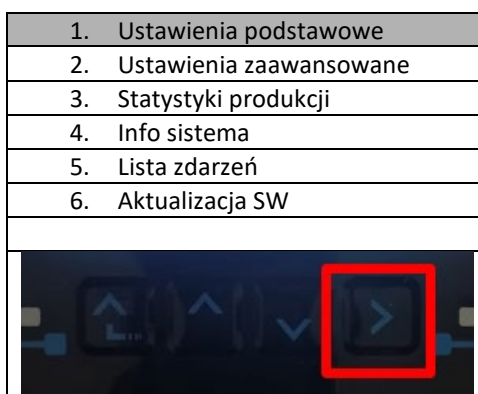 1. Ustawienia podstawowe
2. Ustawienia zaawansowane
3. Statystyki produkcji
4. Info sistema
5. Lista zdarzeń
6. Aktualizacja SW